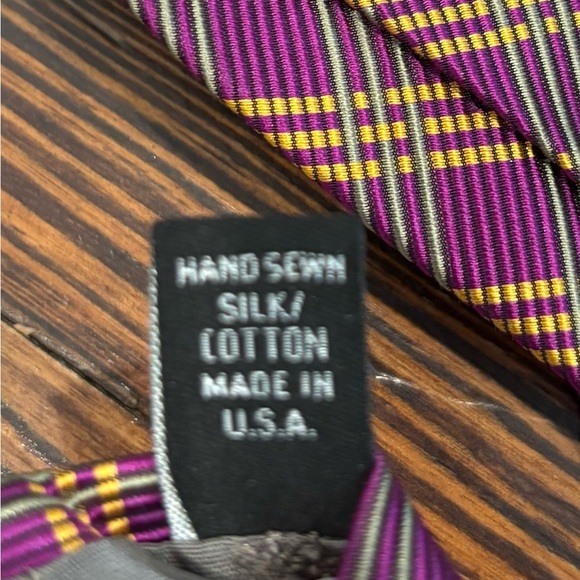 HAND SEWN
SILK/
COTTON
MADE IN
U.S.A.